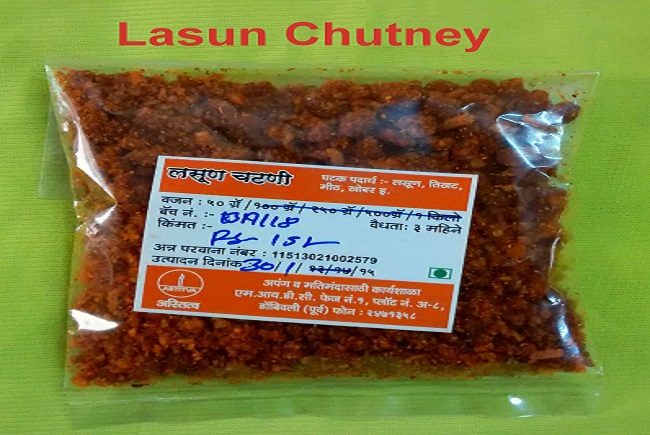 Lasun Chutney
लसूण चटणी
घटक पदार्थ :- लसूण, तिखट,
मीठ, खोबर इ.
वजन : ५० ग्रॅ / १०० ग्रॅ / २५० ग्रॅ / ५०० ग्रॅ / १ किलो
बॅच नं. :- BA118 वैधता: ३ महिने
किंमत :- Rs 15/-
अन्न परवाना नंबर : 11513021002579
उत्पादन दिनांक 30/1/ /१५
अपंग व मतिमंदासाठी कार्यशाळा
एम.आय.डी.सी. फेज नं.१, प्लॉट नं. अ-८,
डोंबिवली (पूर्व) फोन : २४७१३५८
ASTITVA
अस्तित्व